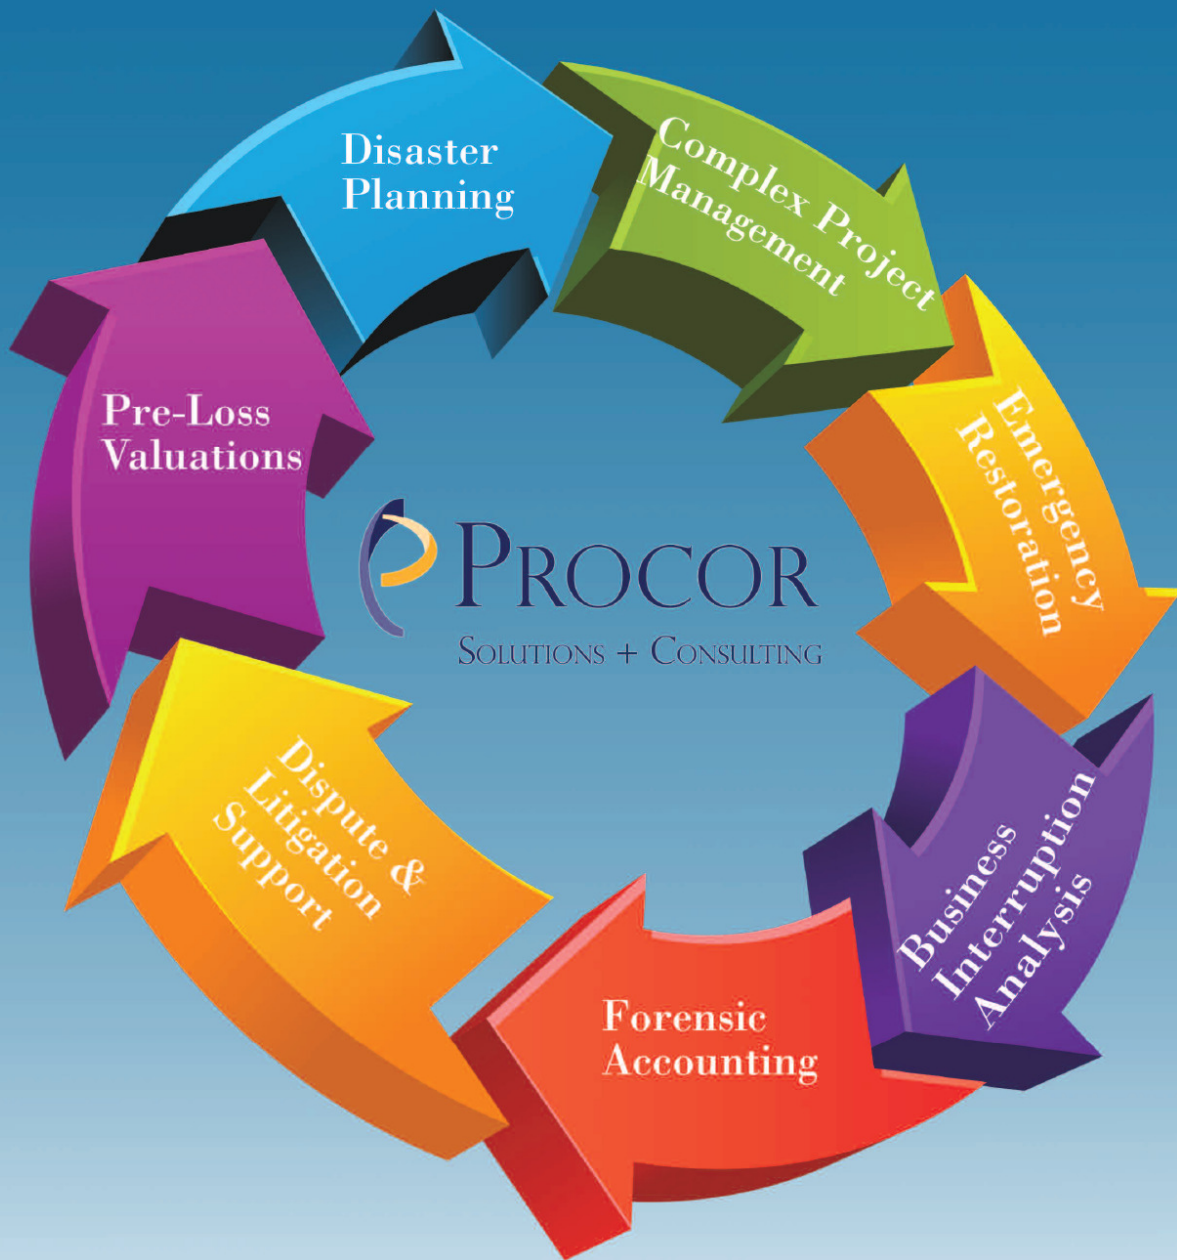 Disaster
Planning
Complex Project
Management
Emergency
Restoration
Business
Interruption
Analysis
Forensic
Accounting
Dispute &
Litigation
Support
Pre-Loss
Valuations
PROCOR
SOLUTIONS + CONSULTING